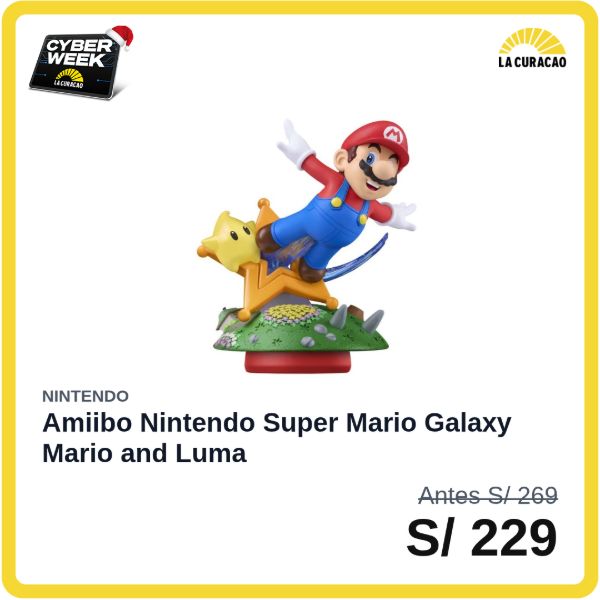 CYBER
WEEK
LA CURACAO
LA CURACAO
M
NINTENDO
Amiibo Nintendo Super Mario Galaxy
Mario and Luma
Antes S/ 269
S/ 229